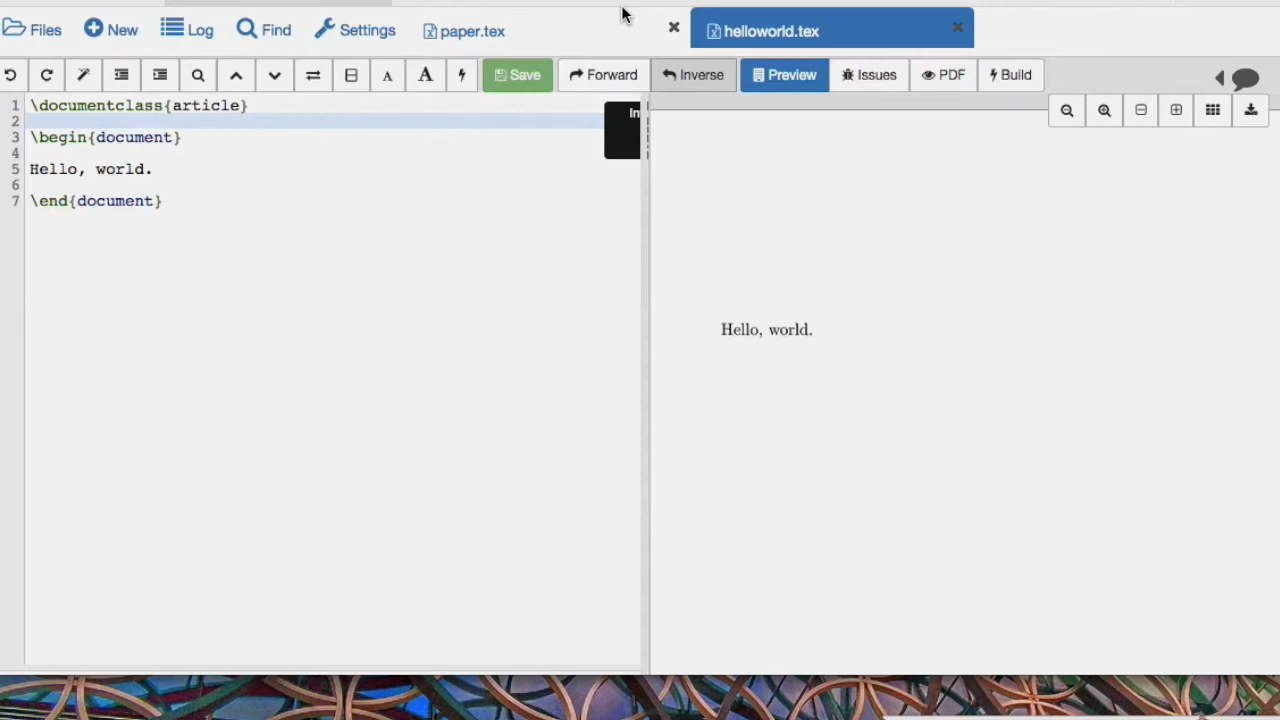 Files New Log Find Settings paper.tex helloworld.tex
A A Save Forward Inverse Preview Issues PDF Build
1 \documentclass{article}
2
3 \begin{document}
4
5 Hello, world.
6
7 \end{document}
In
Hello, world.